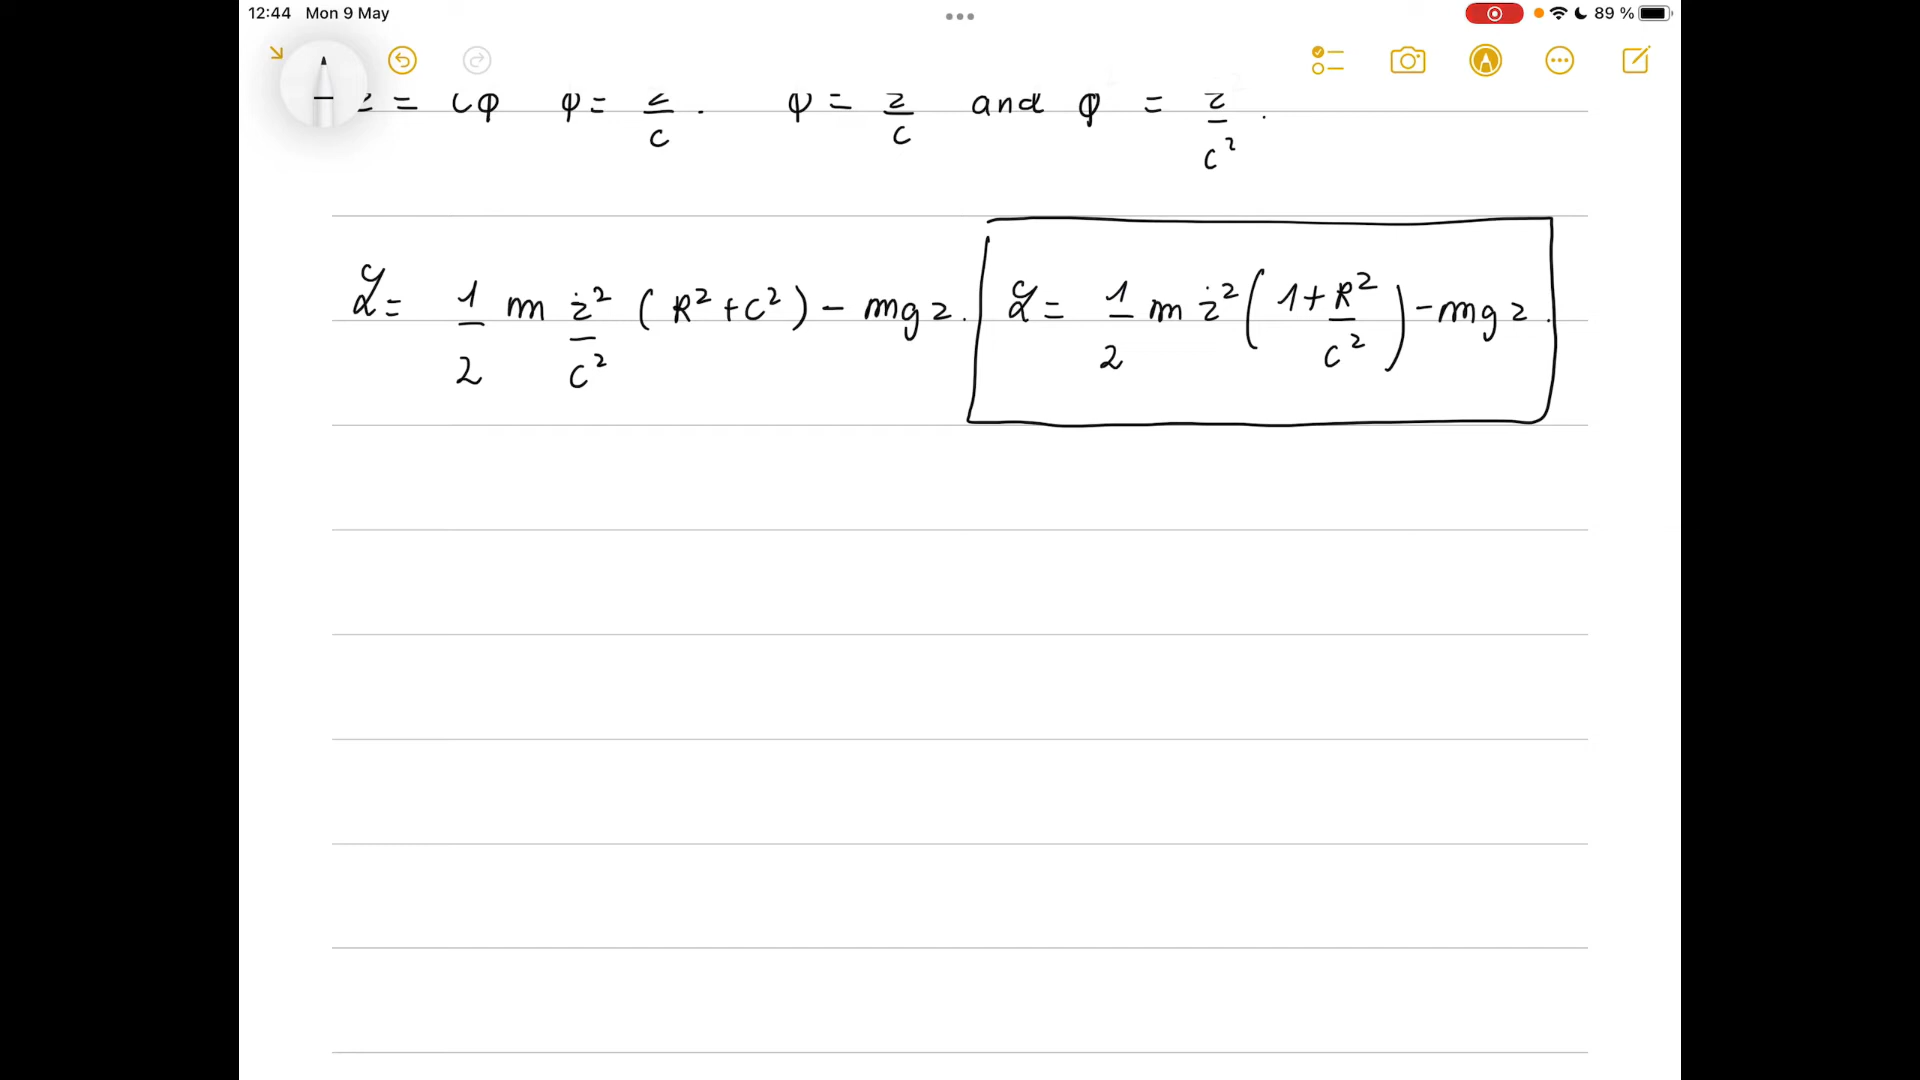 12:44 Mon 9 May 89 %
z = cφ φ = z/c . φ = z/c and φ = z/c² .
ℒ = 1/2 m ż²/c² (R² + c²) − mgz. ℒ = 1/2 m ż² (1 + R²/c²) − mgz.